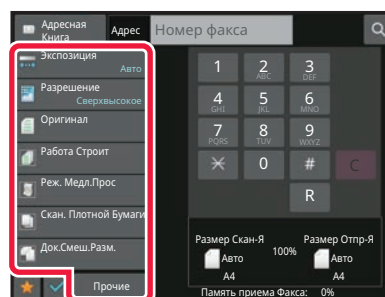 Адресная
Книга
Адрес
Номер факса
Экспозиция
Авто
Разрешение
Сверхвысокое
Оригинал
Работа Строит
Реж. Медл.Прос
Скан. Плотной Бумаги
Док.Смеш.Разм.
Прочие
1
2
ABC
3
DEF
4
GHI
5
JKL
6
MNO
7
PQRS
8
TUV
9
WXYZ
0
#
C
R
Размер Скан-Я
100%
Размер Отпр-Я
Авто
Авто
A4
A4
Память приема Факса: 0%